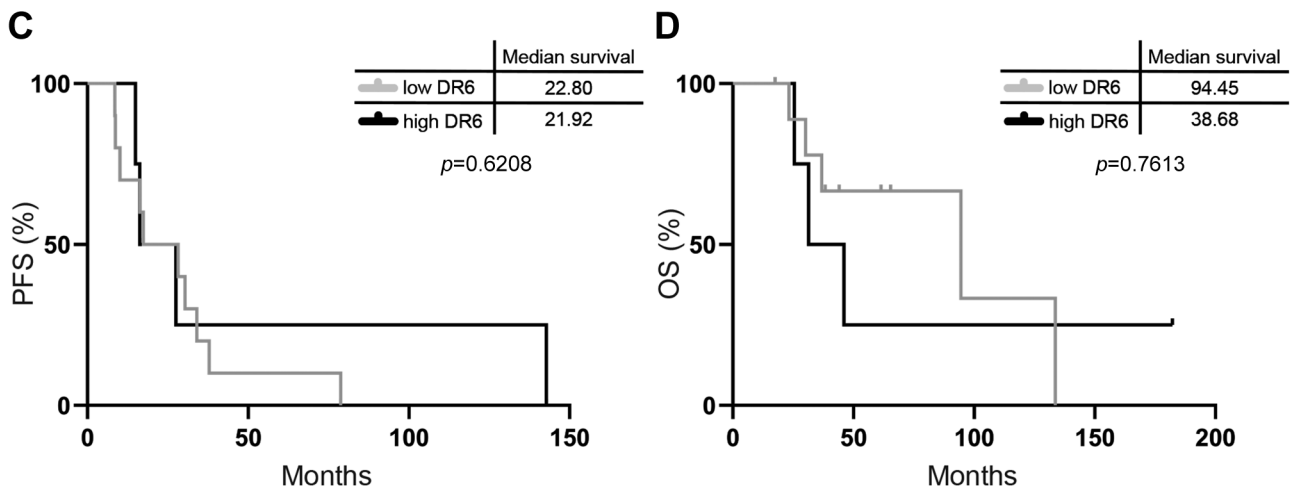 C
Median survival
low DR6 22.80
high DR6 21.92
p=0.6208
PFS (%)
100
50
0
0 50 100 150
Months
D
Median survival
low DR6 94.45
high DR6 38.68
p=0.7613
OS (%)
100
50
0
0 50 100 150 200
Months